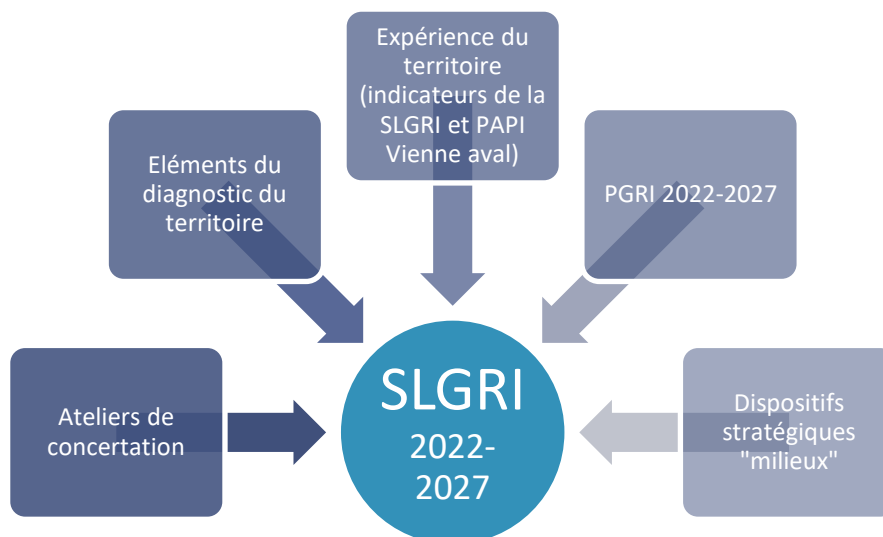 Expérience du
territoire
(indicateurs de la
SLGRI et PAPI
Vienne aval)
Eléments du
diagnostic du
territoire
PGRI 2022-2027
Ateliers de
concertation
SLGRI
2022-
2027
Dispositifs
stratégiques
"milieux"